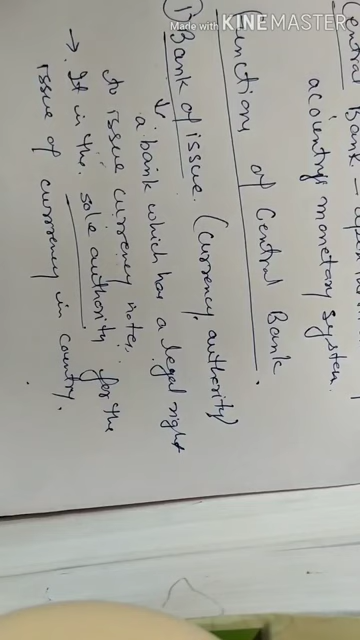 Made with KINEMASTER
Central Bank -
a country's monetary system.
Functions of Central Bank.
1) Bank of issue. (currency authority)
a bank which has a legal right
to issue currency notes.
→ It is the sole authority for the
issue of currency in country.